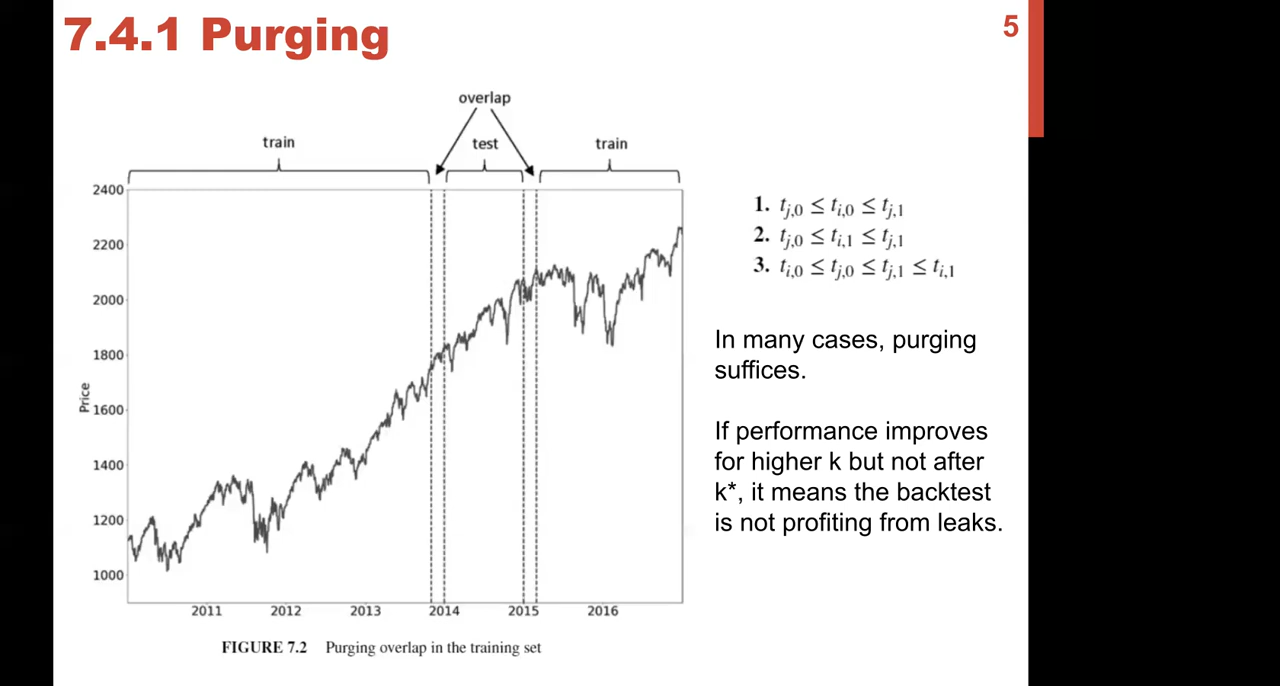 7.4.1 Purging
5
overlap
train
test
train
2400
2200
2000
1800
1600
1400
1200
1000
Price
2011 2012 2013 2014 2015 2016
FIGURE 7.2 Purging overlap in the training set
1. t_{j,0} ≤ t_{i,0} ≤ t_{j,1}
2. t_{j,0} ≤ t_{i,1} ≤ t_{j,1}
3. t_{i,0} ≤ t_{j,0} ≤ t_{j,1} ≤ t_{i,1}
In many cases, purging
suffices.
If performance improves
for higher k but not after
k*, it means the backtest
is not profiting from leaks.